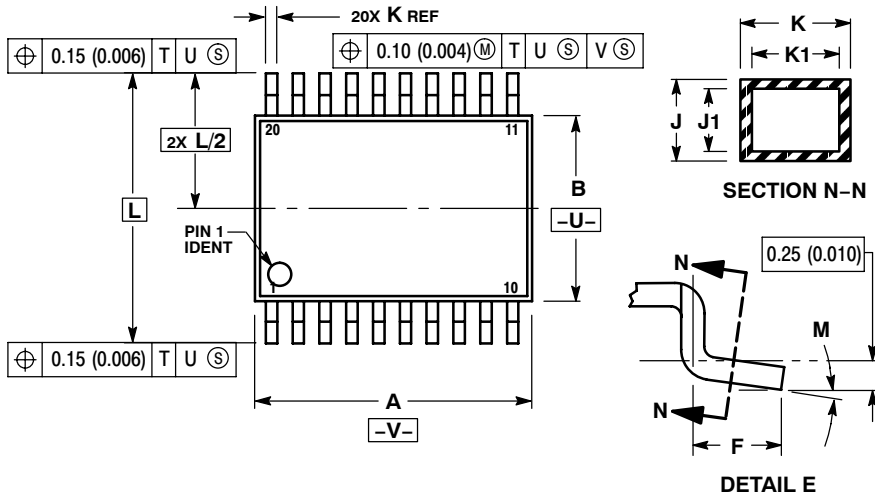 20X K REF
⌖ 0.15 (0.006) T U Ⓢ
⌖ 0.10 (0.004) Ⓜ T U Ⓢ V Ⓢ
K
K1
J
J1
SECTION N–N
2X L/2
20
11
L
B
–U–
PIN 1
IDENT
1
10
0.25 (0.010)
N
M
⌖ 0.15 (0.006) T U Ⓢ
A
–V–
N
F
DETAIL E